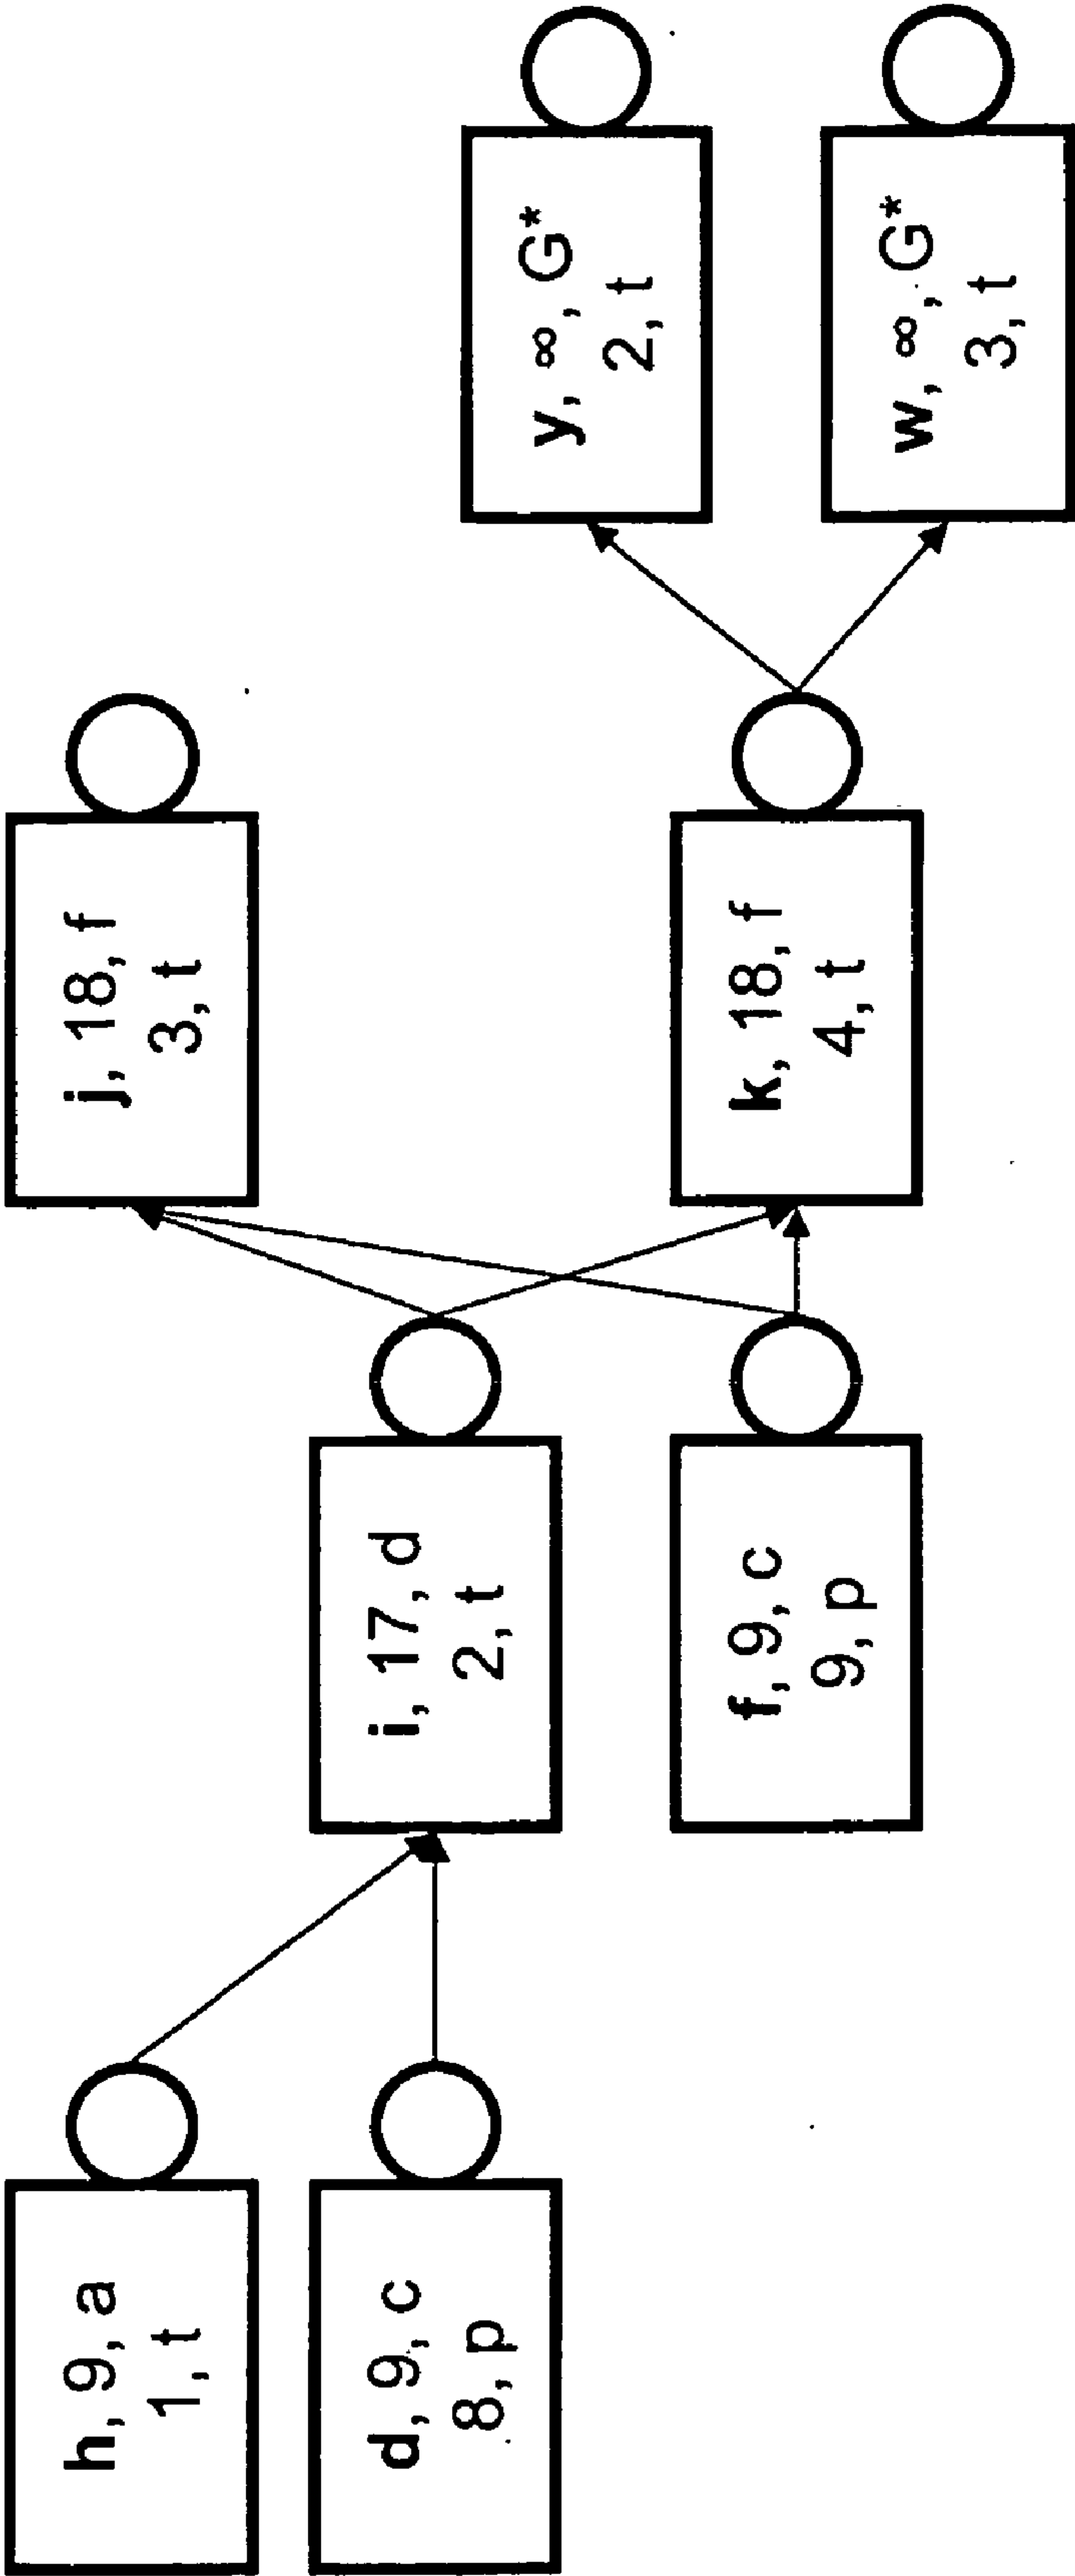 h, 9, a
1, t
d, 9, c
8, p
i, 17, d
2, t
f, 9, c
9, p
j, 18, f
3, t
k, 18, f
4, t
y, ∞, G*
2, t
w, ∞, G*
3, t